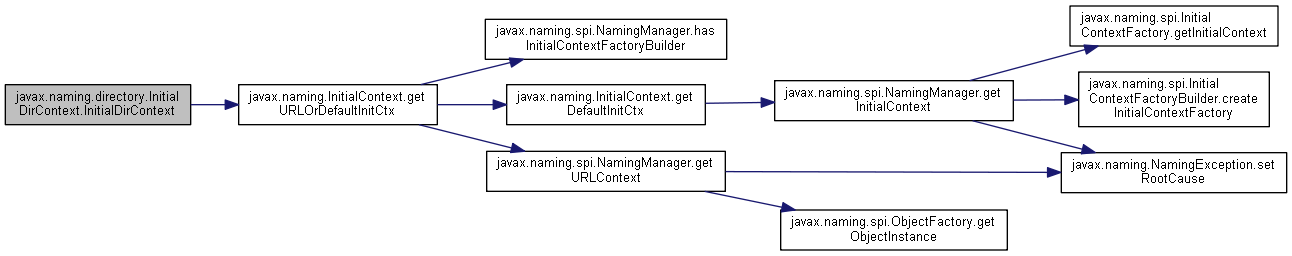 javax.naming.directory.Initial
DirContext.InitialDirContext
javax.naming.InitialContext.get
URLOrDefaultInitCtx
javax.naming.spi.NamingManager.has
InitialContextFactoryBuilder
javax.naming.InitialContext.get
DefaultInitCtx
javax.naming.spi.NamingManager.get
URLContext
javax.naming.spi.NamingManager.get
InitialContext
javax.naming.spi.Initial
ContextFactory.getInitialContext
javax.naming.spi.Initial
ContextFactoryBuilder.create
InitialContextFactory
javax.naming.NamingException.set
RootCause
javax.naming.spi.ObjectFactory.get
ObjectInstance